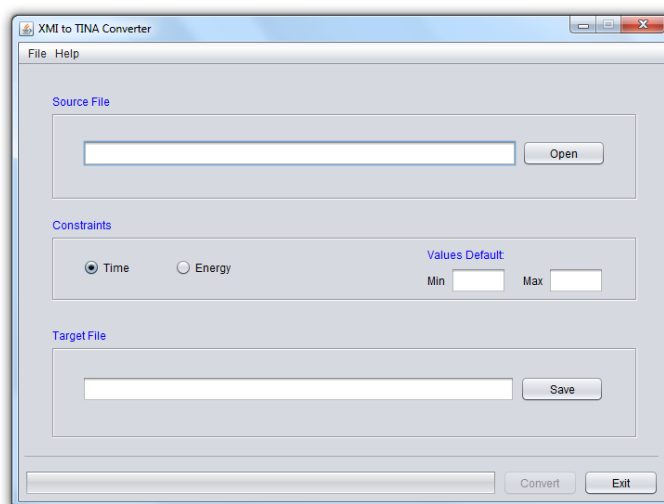 XMI to TINA Converter
File Help
Source File
Open
Constraints
Time Energy
Values Default:
Min Max
Target File
Save
Convert Exit